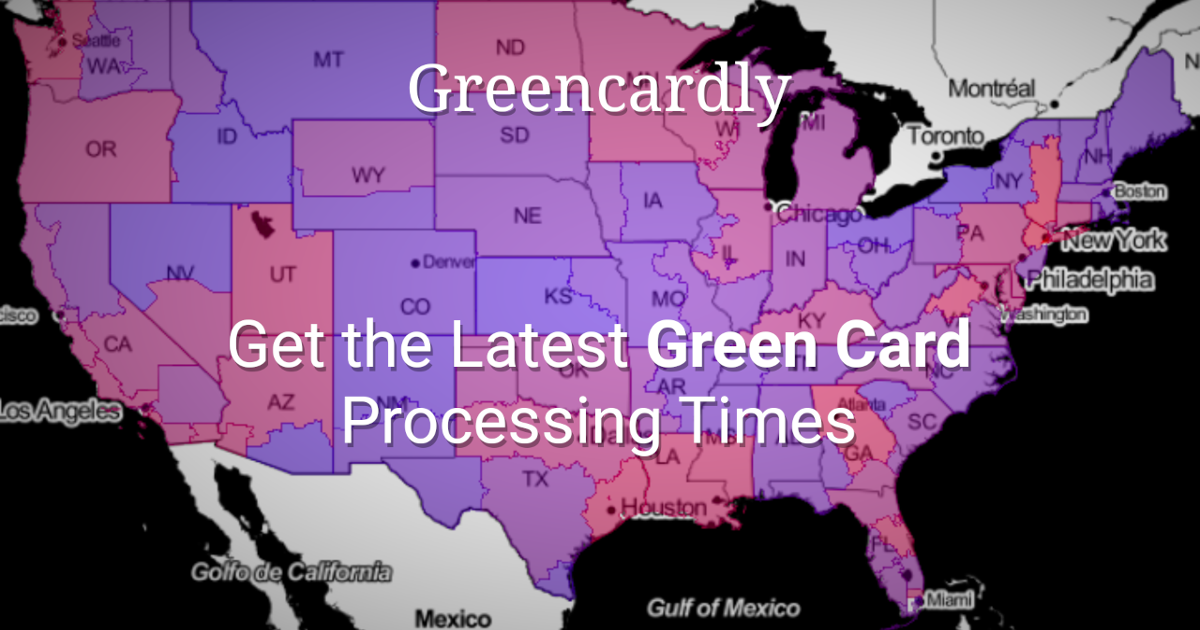 Seattle
WA
MT
ND
Greencardly
WI
MI
Montréal
Toronto
OR
ID
SD
WY
NH
NY
Boston
IA
NE
Chicago
PA
New York
OH
IL
IN
NV
UT
Denver
Philadelphia
CO
KS
MO
Washington
cisco
KY
CA
Get the Latest Green Card
OK
NC
AR
Los Angeles
AZ
NM
Processing Times
Atlanta
SC
MS
GA
LA
TX
Houston
FL
Golfo de California
Miami
Gulf of Mexico
Mexico